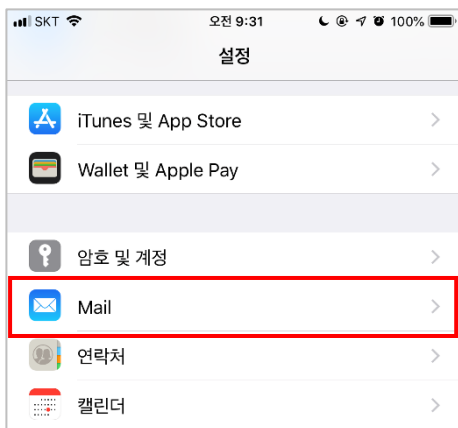 SKT 오전 9:31 100%
설정
iTunes 및 App Store
Wallet 및 Apple Pay
암호 및 계정
Mail
연락처
캘린더